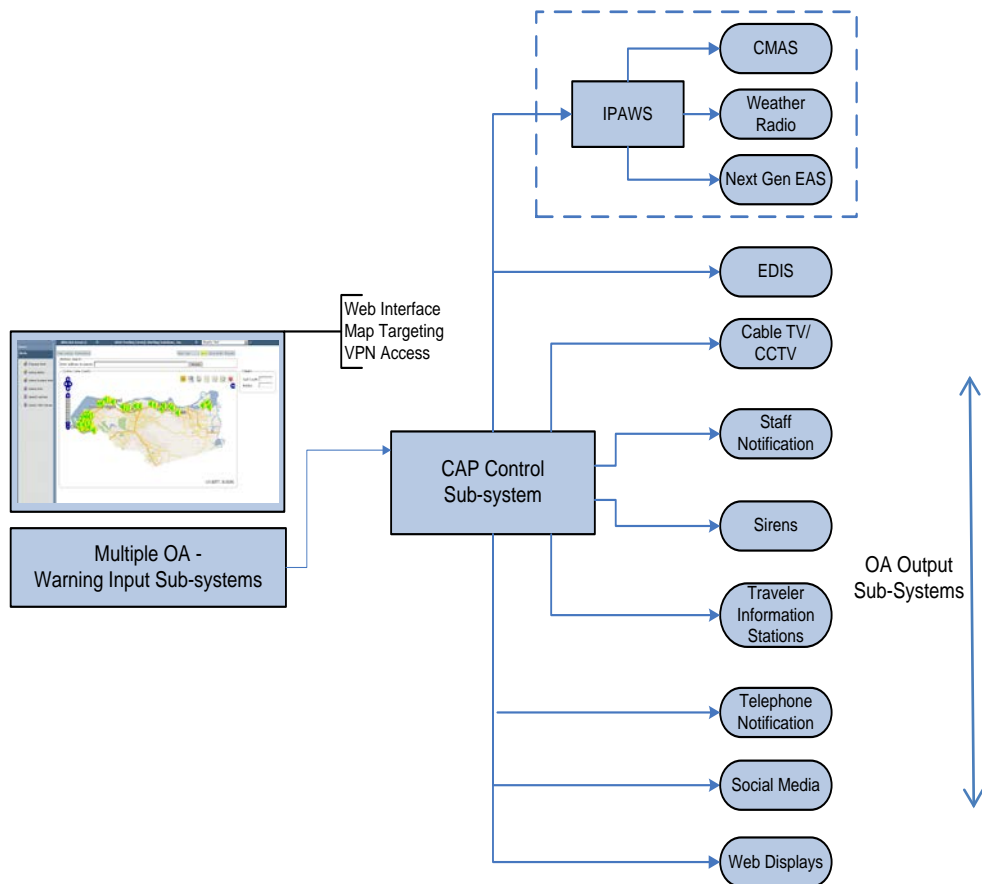 CMAS
IPAWS
Weather
Radio
Next Gen EAS
EDIS
Web Interface
Map Targeting
VPN Access
Cable TV/
CCTV
Staff
Notification
CAP Control
Sub-system
Multiple OA -
Warning Input Sub-systems
Sirens
OA Output
Sub-Systems
Traveler
Information
Stations
Telephone
Notification
Social Media
Web Displays